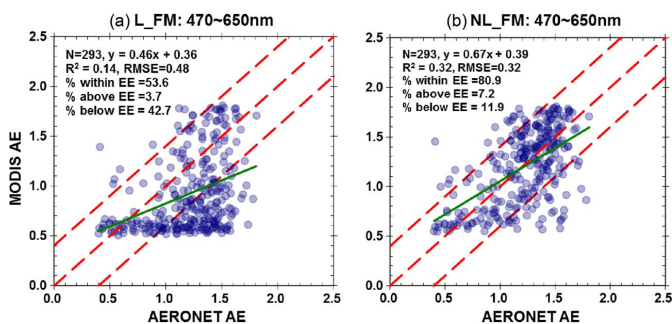 (a) L_FM: 470~650nm
N=293, y = 0.46x + 0.36
R² = 0.14, RMSE=0.48
% within EE =53.6
% above EE =3.7
% below EE = 42.7
2.5
2.0
1.5
1.0
0.5
0.0
MODIS AE
0.0 0.5 1.0 1.5 2.0 2.5
AERONET AE
(b) NL_FM: 470~650nm
N=293, y = 0.67x + 0.39
R² = 0.32, RMSE=0.32
% within EE =80.9
% above EE =7.2
% below EE = 11.9
2.5
2.0
1.5
1.0
0.5
0.0
0.0 0.5 1.0 1.5 2.0 2.5
AERONET AE